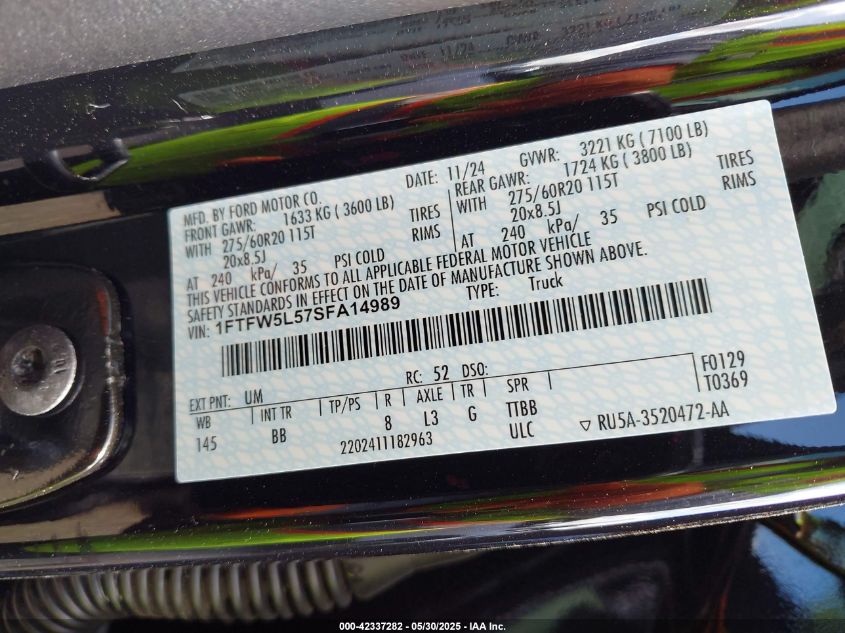 MFD. BY FORD MOTOR CO.
DATE: 11/24 GVWR: 3221 KG ( 7100 LB)
FRONT GAWR: 1633 KG ( 3600 LB) REAR GAWR: 1724 KG ( 3800 LB)
WITH 275/60R20 115T TIRES WITH 275/60R20 115T TIRES
20x8.5J RIMS 20x8.5J RIMS
AT 240 kPa/ 35 PSI COLD AT 240 kPa/ 35 PSI COLD
THIS VEHICLE CONFORMS TO ALL APPLICABLE FEDERAL MOTOR VEHICLE
SAFETY STANDARDS IN EFFECT ON THE DATE OF MANUFACTURE SHOWN ABOVE.
VIN: 1FTFW5L57SFA14989 TYPE: Truck
EXT PNT: UM RC: 52 DSO:
WB INT TR TP/PS R AXLE TR SPR
145 BB 8 L3 G TTBB
2202411182963 ULC
F0129
T0369
▽ RU5A-3520472-AA
000-42337282 - 05/30/2025 - IAA Inc.